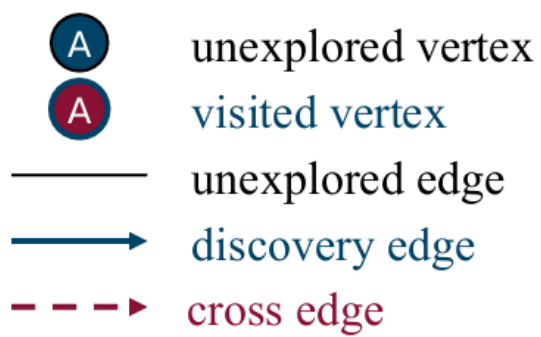 A unexplored vertex
A visited vertex
unexplored edge
discovery edge
cross edge